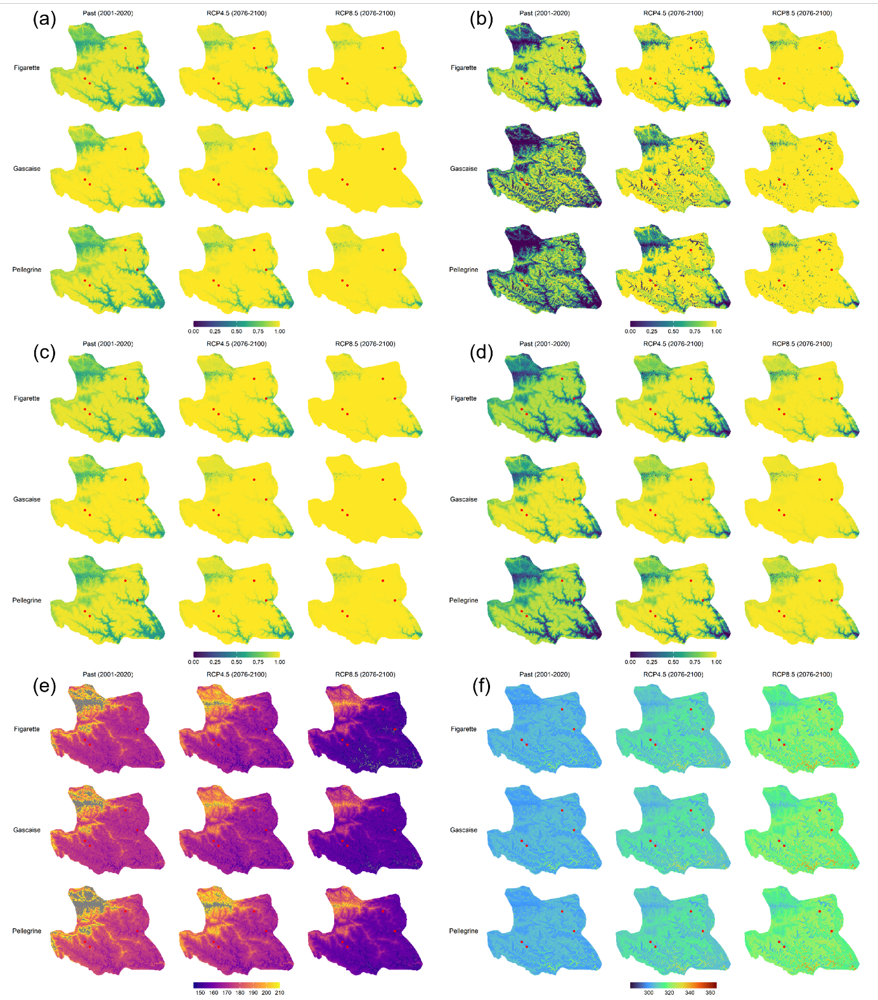 (a) Past (2001-2020) RCP4.5 (2076-2100) RCP8.5 (2076-2100)
Figarette
Gascaise
Pellegrine
0.00 0.25 0.50 0.75 1.00
(b) Past (2001-2020) RCP4.5 (2076-2100) RCP8.5 (2076-2100)
Figarette
Gascaise
Pellegrine
0.00 0.25 0.50 0.75 1.00
(c) Past (2001-2020) RCP4.5 (2076-2100) RCP8.5 (2076-2100)
Figarette
Gascaise
Pellegrine
0.00 0.25 0.50 0.75 1.00
(d) Past (2001-2020) RCP4.5 (2076-2100) RCP8.5 (2076-2100)
Figarette
Gascaise
Pellegrine
0.00 0.25 0.50 0.75 1.00
(e) Past (2001-2020) RCP4.5 (2076-2100) RCP8.5 (2076-2100)
Figarette
Gascaise
Pellegrine
150 160 170 180 190 200 210
(f) Past (2001-2020) RCP4.5 (2076-2100) RCP8.5 (2076-2100)
Figarette
Gascaise
Pellegrine
300 320 340 360